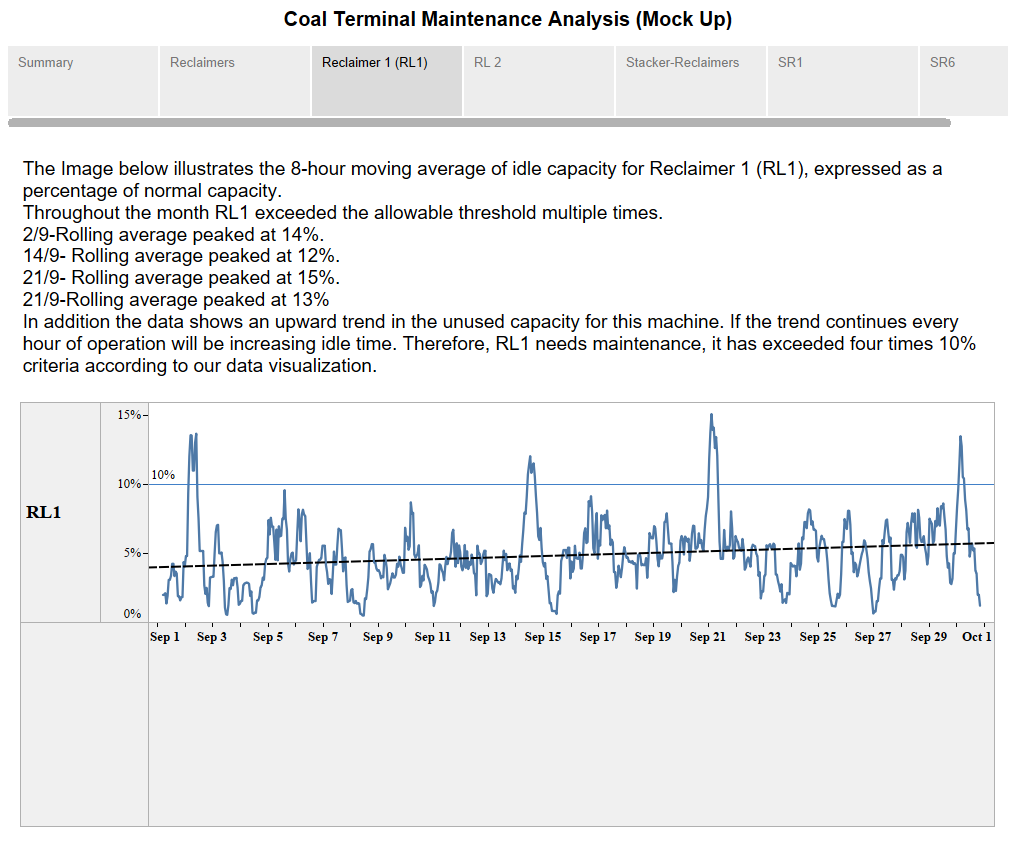 Coal Terminal Maintenance Analysis (Mock Up)
Summary
Reclaimers
Reclaimer 1 (RL1)
RL 2
Stacker-Reclaimers
SR1
SR6
The Image below illustrates the 8-hour moving average of idle capacity for Reclaimer 1 (RL1), expressed as a
percentage of normal capacity.
Throughout the month RL1 exceeded the allowable threshold multiple times.
2/9-Rolling average peaked at 14%.
14/9- Rolling average peaked at 12%.
21/9- Rolling average peaked at 15%.
21/9-Rolling average peaked at 13%
In addition the data shows an upward trend in the unused capacity for this machine. If the trend continues every
hour of operation will be increasing idle time. Therefore, RL1 needs maintenance, it has exceeded four times 10%
criteria according to our data visualization.
RL1
15%
10%
10%
5%
0%
Sep 1 Sep 3 Sep 5 Sep 7 Sep 9 Sep 11 Sep 13 Sep 15 Sep 17 Sep 19 Sep 21 Sep 23 Sep 25 Sep 27 Sep 29 Oct 1